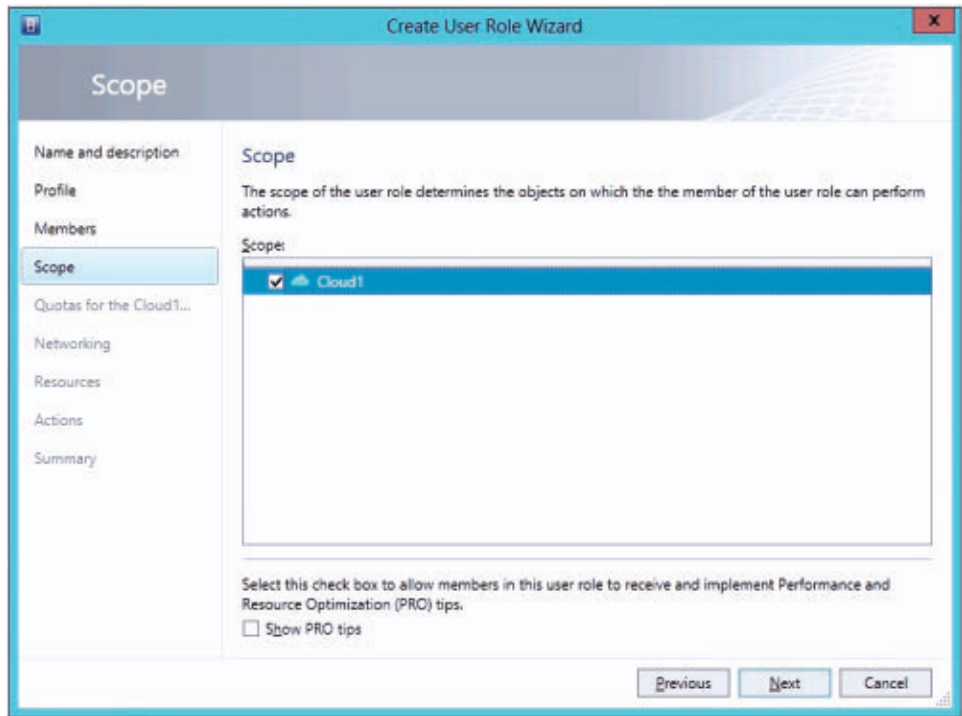 Create User Role Wizard
x
Scope
Name and description
Profile
Members
Scope
Quotas for the Cloud1...
Networking
Resources
Actions
Summary
Scope
The scope of the user role determines the objects on which the the member of the user role can perform
actions.
Scope:
Cloud1
Select this check box to allow members in this user role to receive and implement Performance and
Resource Optimization (PRO) tips.
Show PRO tips
Previous
Next
Cancel